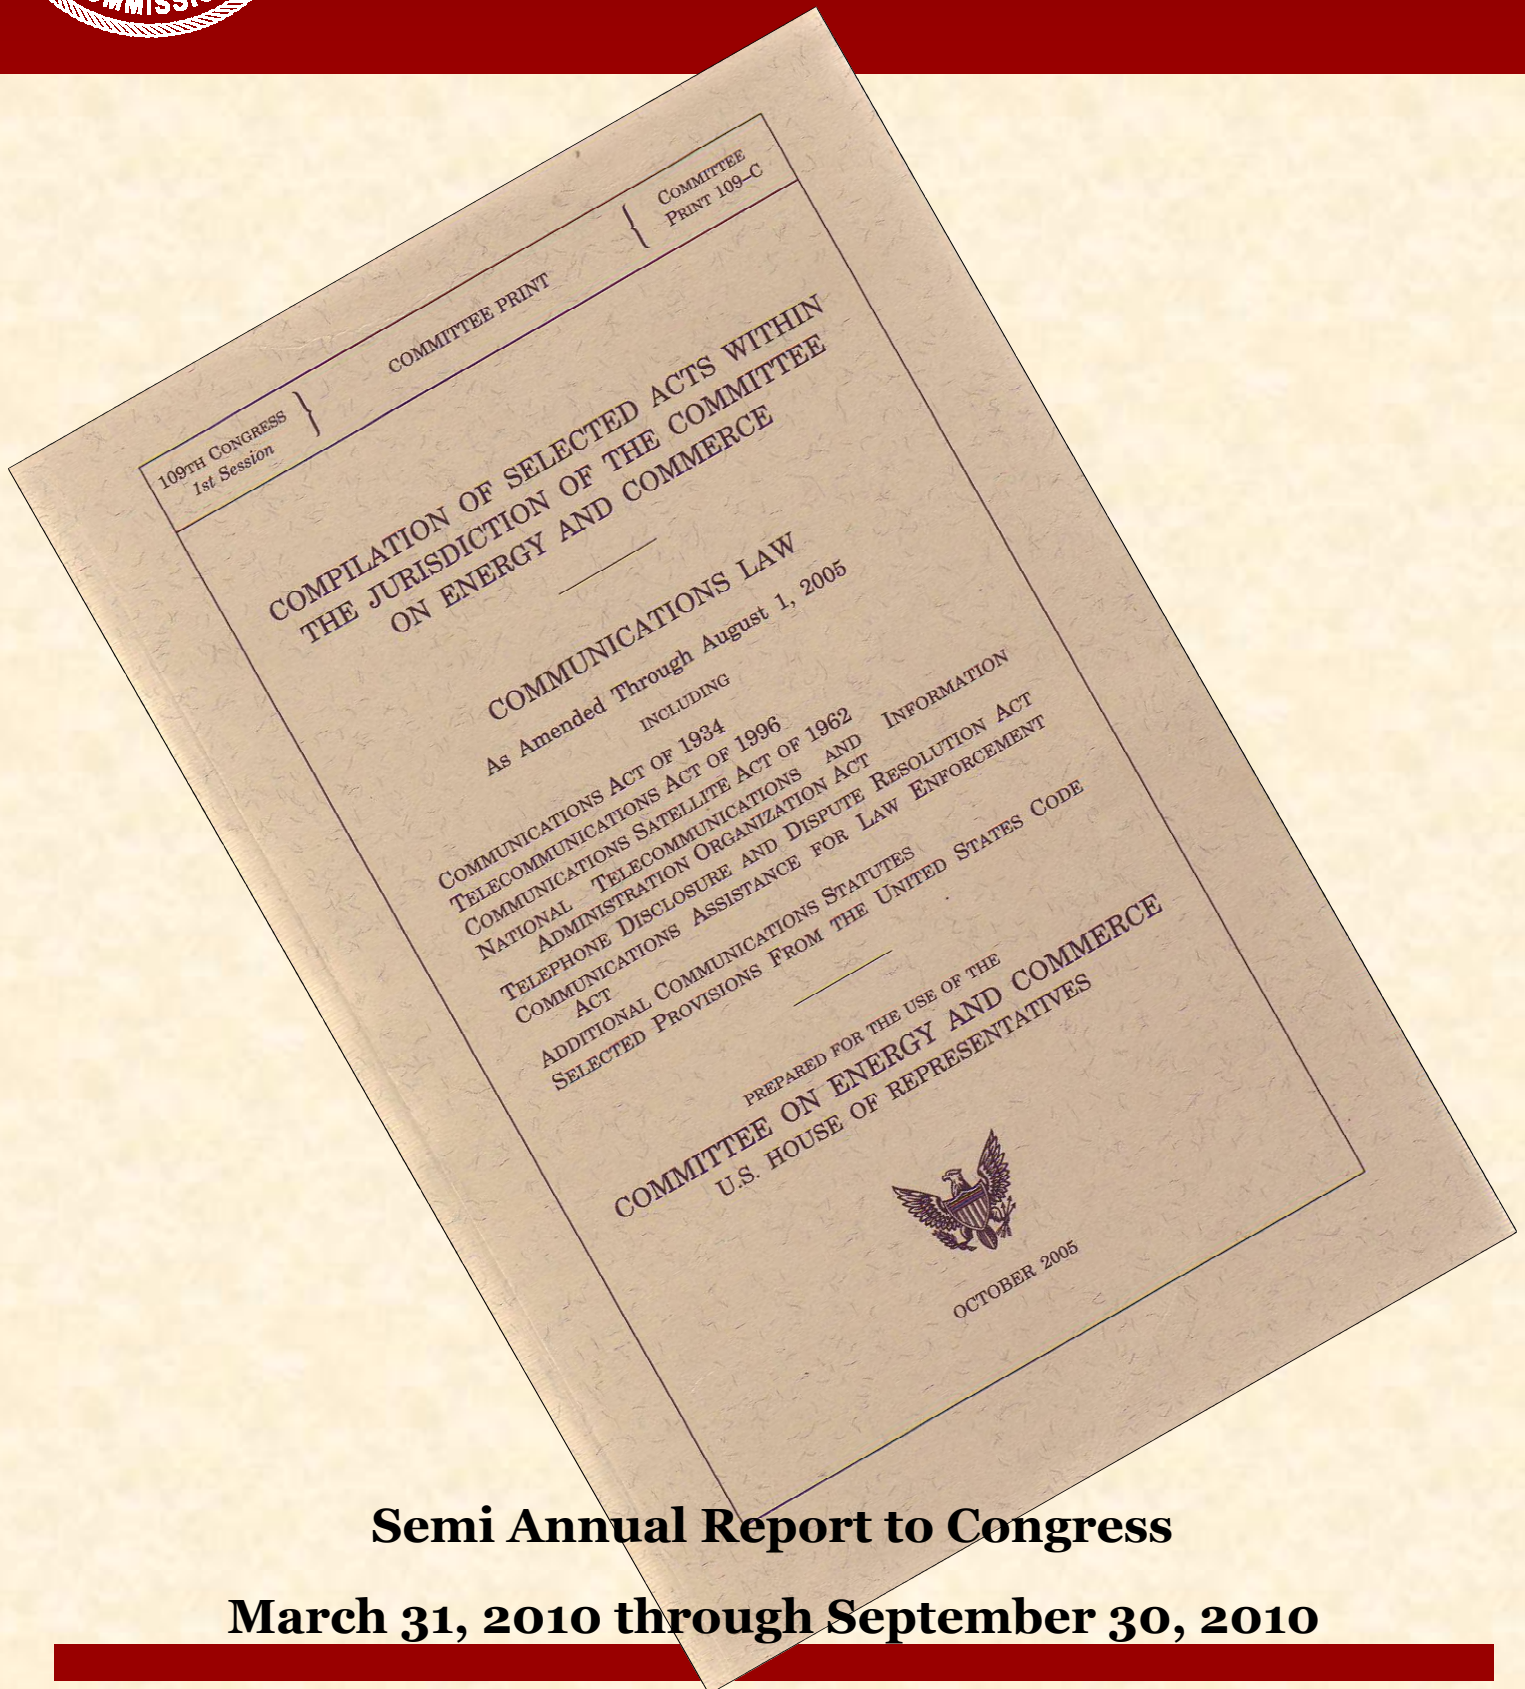 109TH CONGRESS
1st Session
COMMITTEE PRINT
COMMITTEE
PRINT 109–C
COMPILATION OF SELECTED ACTS WITHIN
THE JURISDICTION OF THE COMMITTEE
ON ENERGY AND COMMERCE
COMMUNICATIONS LAW
As Amended Through August 1, 2005
INCLUDING
COMMUNICATIONS ACT OF 1934
TELECOMMUNICATIONS ACT OF 1996
COMMUNICATIONS SATELLITE ACT OF 1962
NATIONAL TELECOMMUNICATIONS AND INFORMATION
ADMINISTRATION ORGANIZATION ACT
TELEPHONE DISCLOSURE AND DISPUTE RESOLUTION ACT
COMMUNICATIONS ASSISTANCE FOR LAW ENFORCEMENT
ACT
ADDITIONAL COMMUNICATIONS STATUTES
SELECTED PROVISIONS FROM THE UNITED STATES CODE
PREPARED FOR THE USE OF THE
COMMITTEE ON ENERGY AND COMMERCE
U.S. HOUSE OF REPRESENTATIVES
OCTOBER 2005
Semi Annual Report to Congress
March 31, 2010 through September 30, 2010